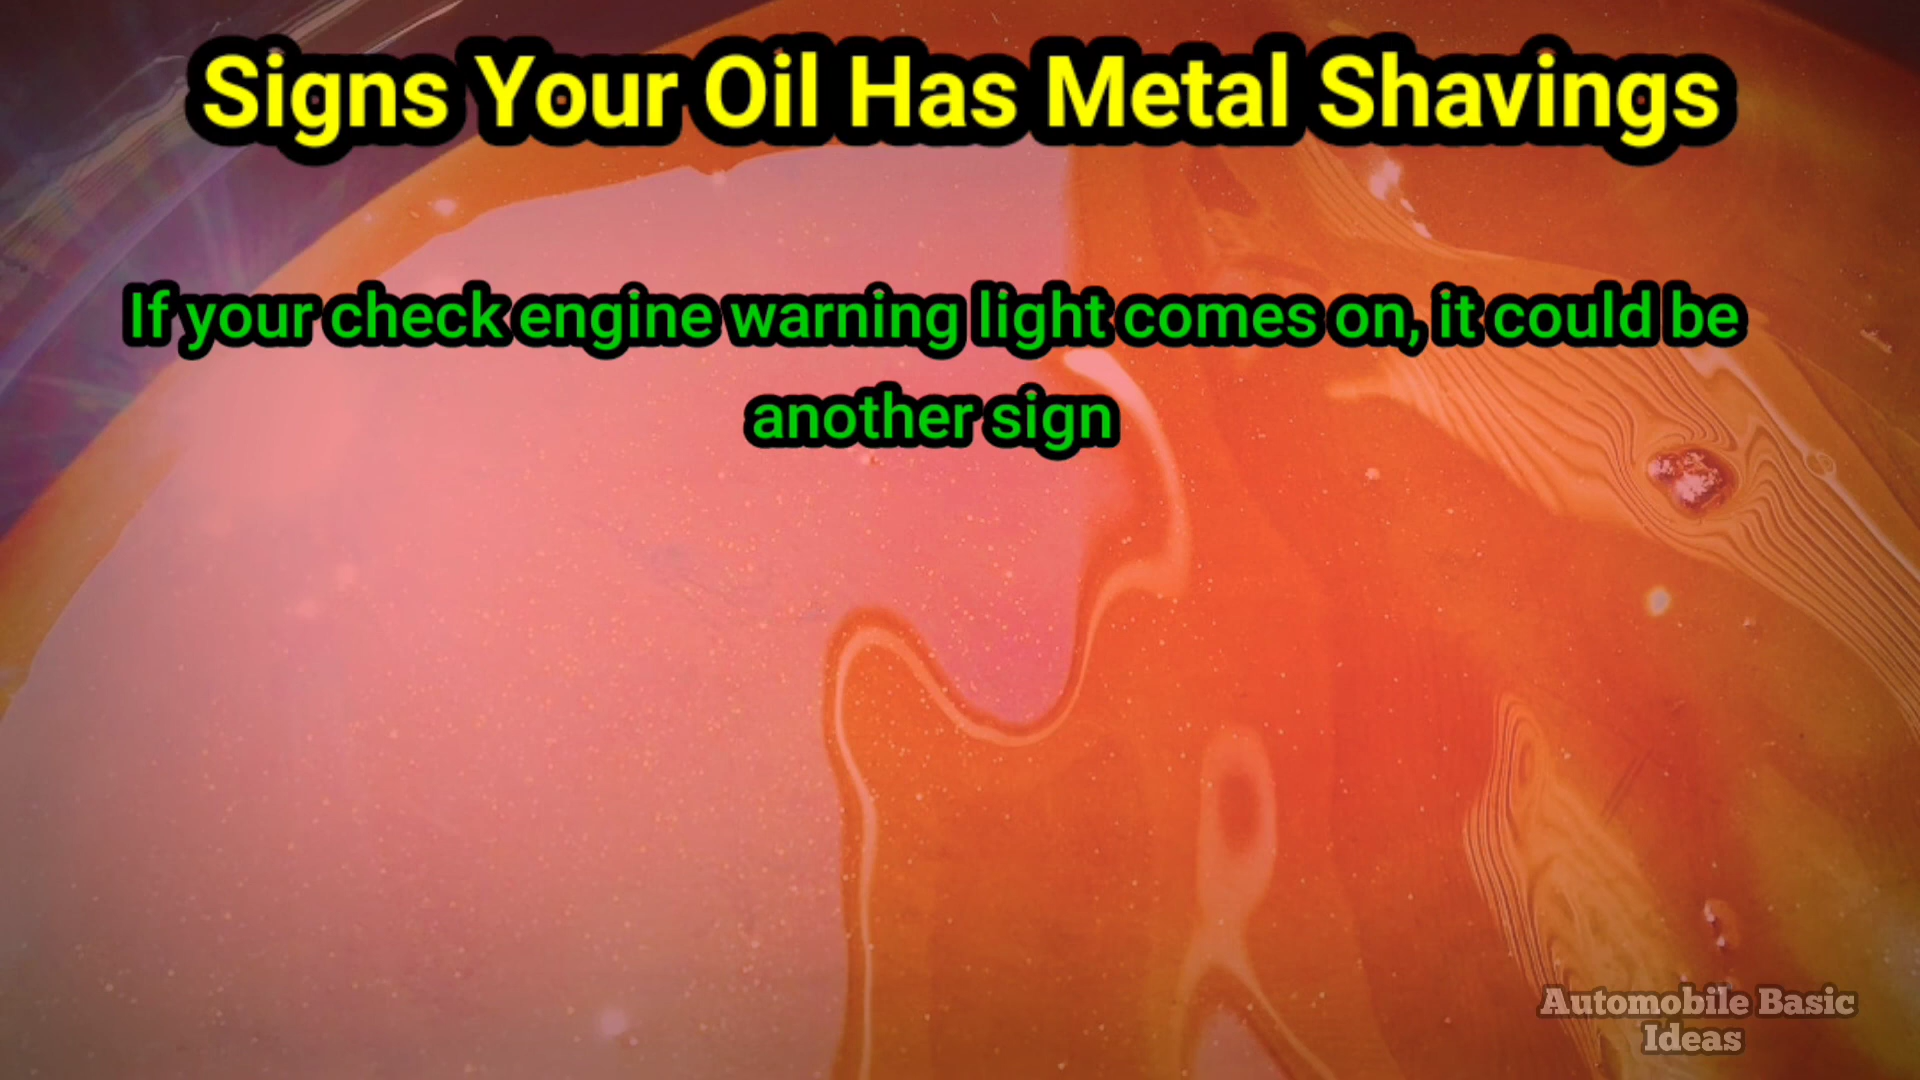 Signs Your Oil Has Metal Shavings
If your check engine warning light comes on, it could be
another sign
Automobile Basic
Ideas